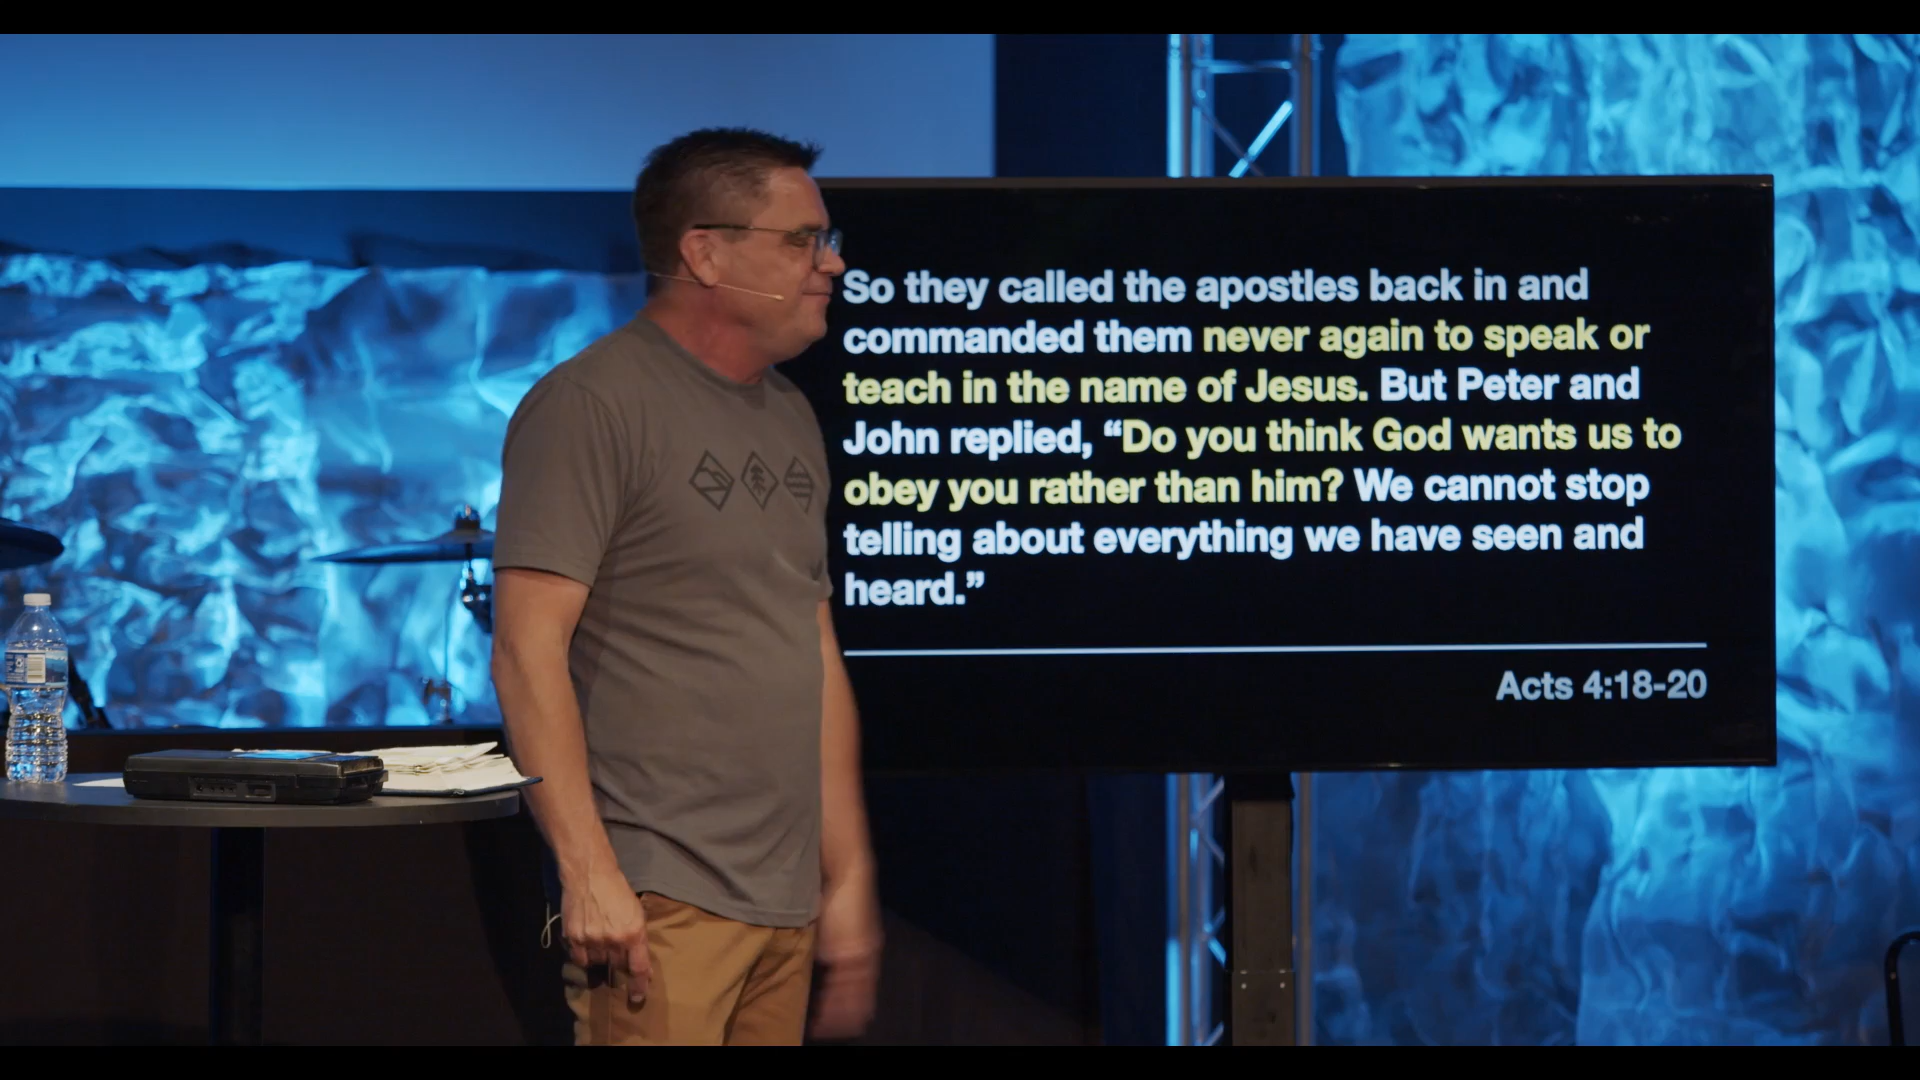 So they called the apostles back in and
commanded them never again to speak or
teach in the name of Jesus. But Peter and
John replied, “Do you think God wants us to
obey you rather than him? We cannot stop
telling about everything we have seen and
heard.”
Acts 4:18-20